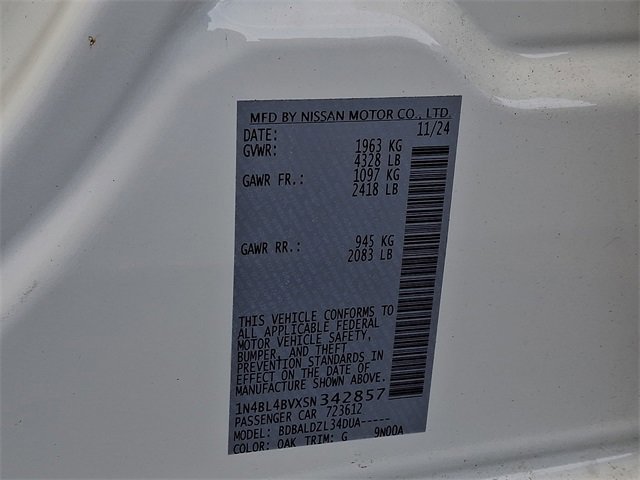 MFD BY NISSAN MOTOR CO., LTD.
DATE: 11/24
GVWR: 1963 KG
4328 LB
GAWR FR.: 1097 KG
2418 LB
GAWR RR.: 945 KG
2083 LB
THIS VEHICLE CONFORMS TO
ALL APPLICABLE FEDERAL
MOTOR VEHICLE SAFETY,
BUMPER, AND THEFT
PREVENTION STANDARDS IN
EFFECT ON THE DATE OF
MANUFACTURE SHOWN ABOVE.
1N4BL4BVXSN342857
PASSENGER CAR 723612
MODEL: BDBALDZL34DUA-----
COLOR: QAK TRIM: G 9N00A